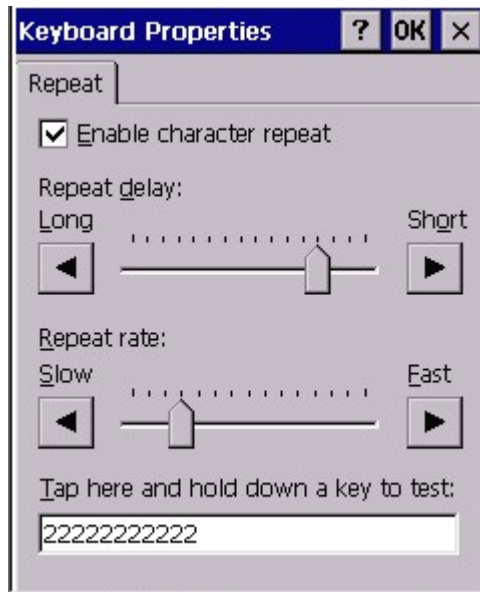 Keyboard Properties ? OK ×
Repeat
Enable character repeat
Repeat delay:
Long Short
Repeat rate:
Slow Fast
Tap here and hold down a key to test:
22222222222